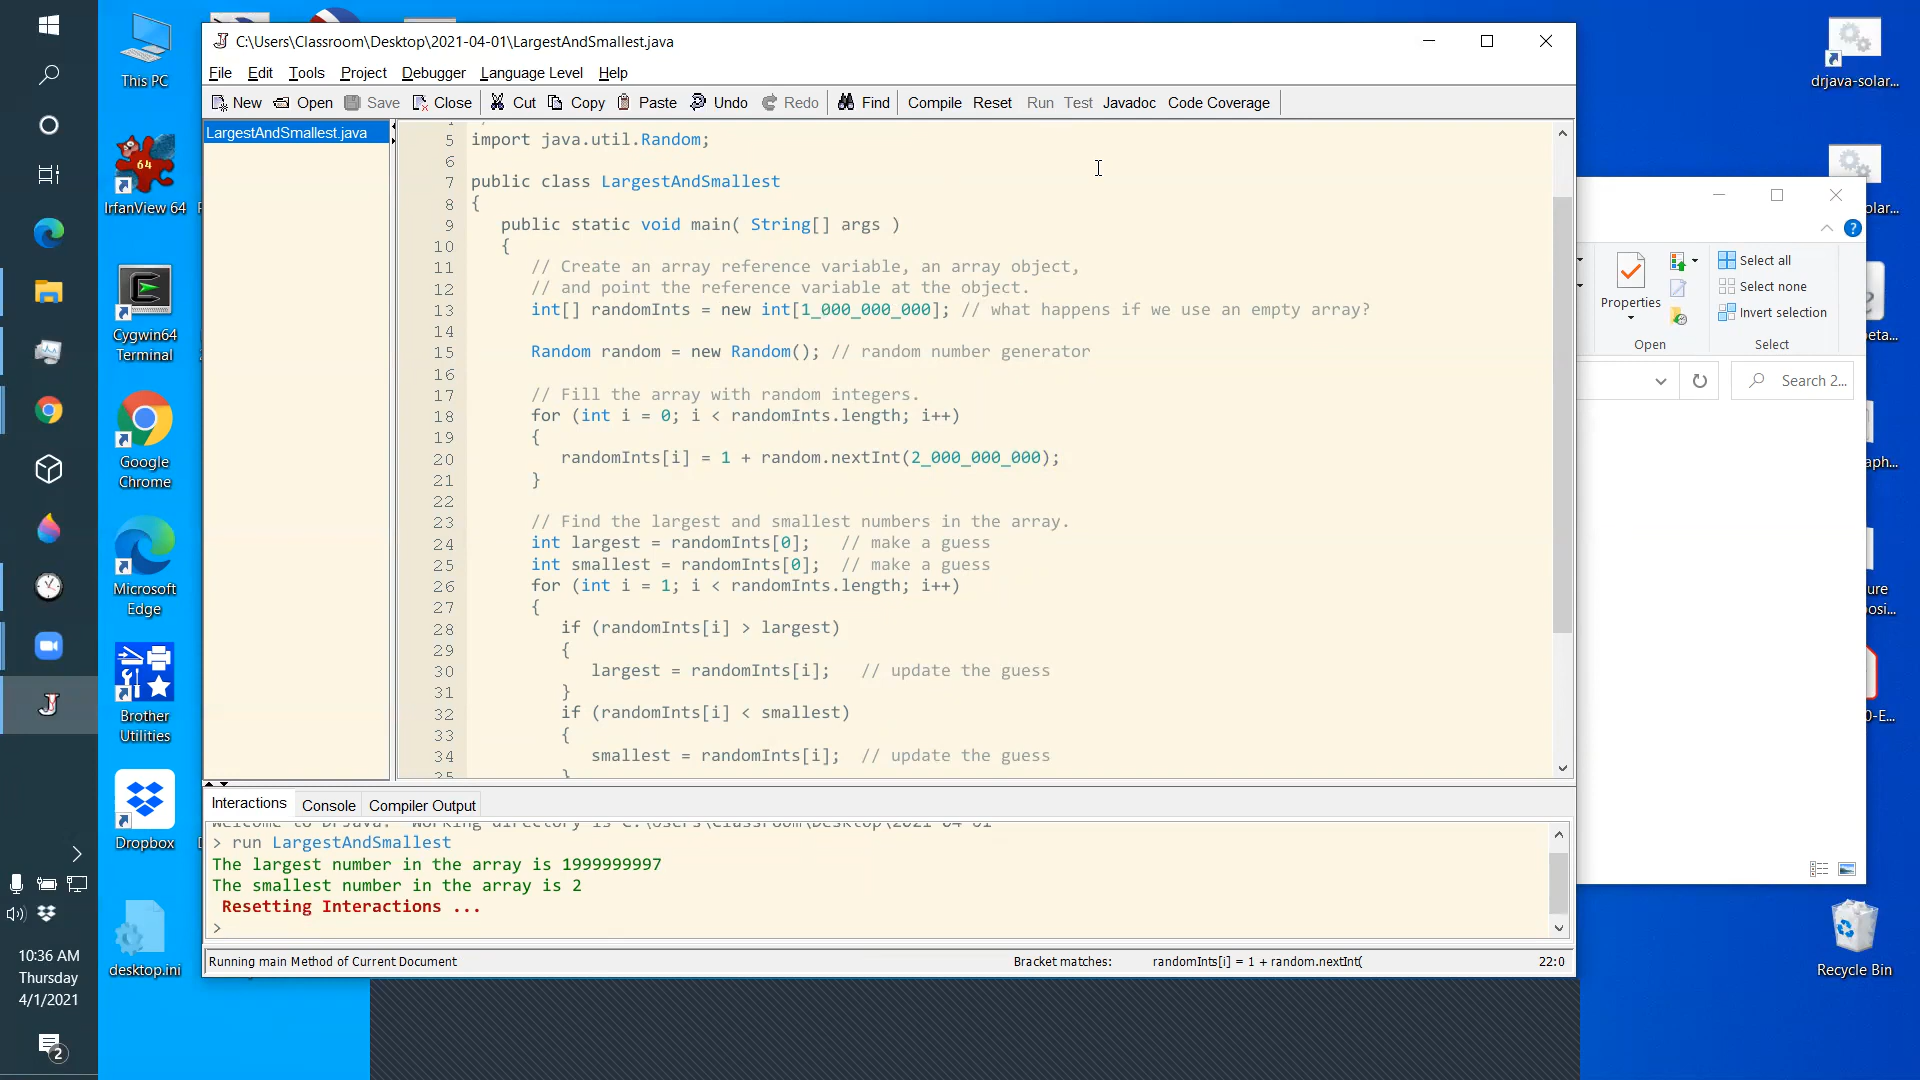 This PC
IrfanView 64
Cygwin64
Terminal
Google
Chrome
Microsoft
Edge
Brother
Utilities
Dropbox
desktop.ini
10:36 AM
Thursday
4/1/2021
2
C:\Users\Classroom\Desktop\2021-04-01\LargestAndSmallest.java
File Edit Tools Project Debugger Language Level Help
New Open Save Close Cut Copy Paste Undo Redo Find Compile Reset Run Test Javadoc Code Coverage
LargestAndSmallest.java
5 import java.util.Random;
6
7 public class LargestAndSmallest
8 {
9 public static void main( String[] args )
10 {
11 // Create an array reference variable, an array object,
12 // and point the reference variable at the object.
13 int[] randomInts = new int[1_000_000_000]; // what happens if we use an empty array?
14
15 Random random = new Random(); // random number generator
16
17 // Fill the array with random integers.
18 for (int i = 0; i < randomInts.length; i++)
19 {
20 randomInts[i] = 1 + random.nextInt(2_000_000_000);
21 }
22
23 // Find the largest and smallest numbers in the array.
24 int largest = randomInts[0]; // make a guess
25 int smallest = randomInts[0]; // make a guess
26 for (int i = 1; i < randomInts.length; i++)
27 {
28 if (randomInts[i] > largest)
29 {
30 largest = randomInts[i]; // update the guess
31 }
32 if (randomInts[i] < smallest)
33 {
34 smallest = randomInts[i]; // update the guess
35 }
Interactions Console Compiler Output
Welcome to DrJava. Working directory is C:\Users\Classroom\Desktop\2021-04-01
> run LargestAndSmallest
The largest number in the array is 1999999997
The smallest number in the array is 2
Resetting Interactions ...
>
Running main Method of Current Document
Bracket matches: randomInts[i] = 1 + random.nextInt(
22:0
drjava-solar...
Properties
Select all
Select none
Invert selection
Open
Select
Search 2...
Recycle Bin